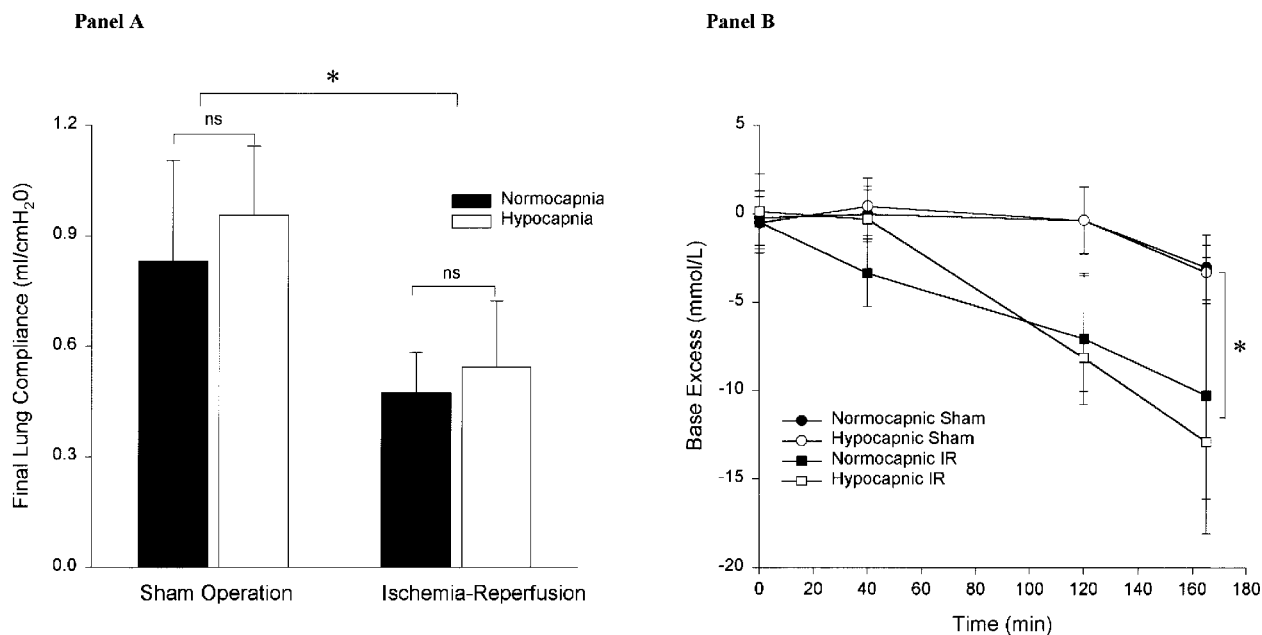 Panel A
*
ns
ns
Normocapnia
Hypocapnia
1.2
0.9
0.6
0.3
0.0
Final Lung Compliance (ml/cmH₂0)
Sham Operation
Ischemia-Reperfusion
Panel B
5
0
-5
-10
-15
-20
Base Excess (mmol/L)
*
Normocapnic Sham
Hypocapnic Sham
Normocapnic IR
Hypocapnic IR
0 20 40 60 80 100 120 140 160 180
Time (min)